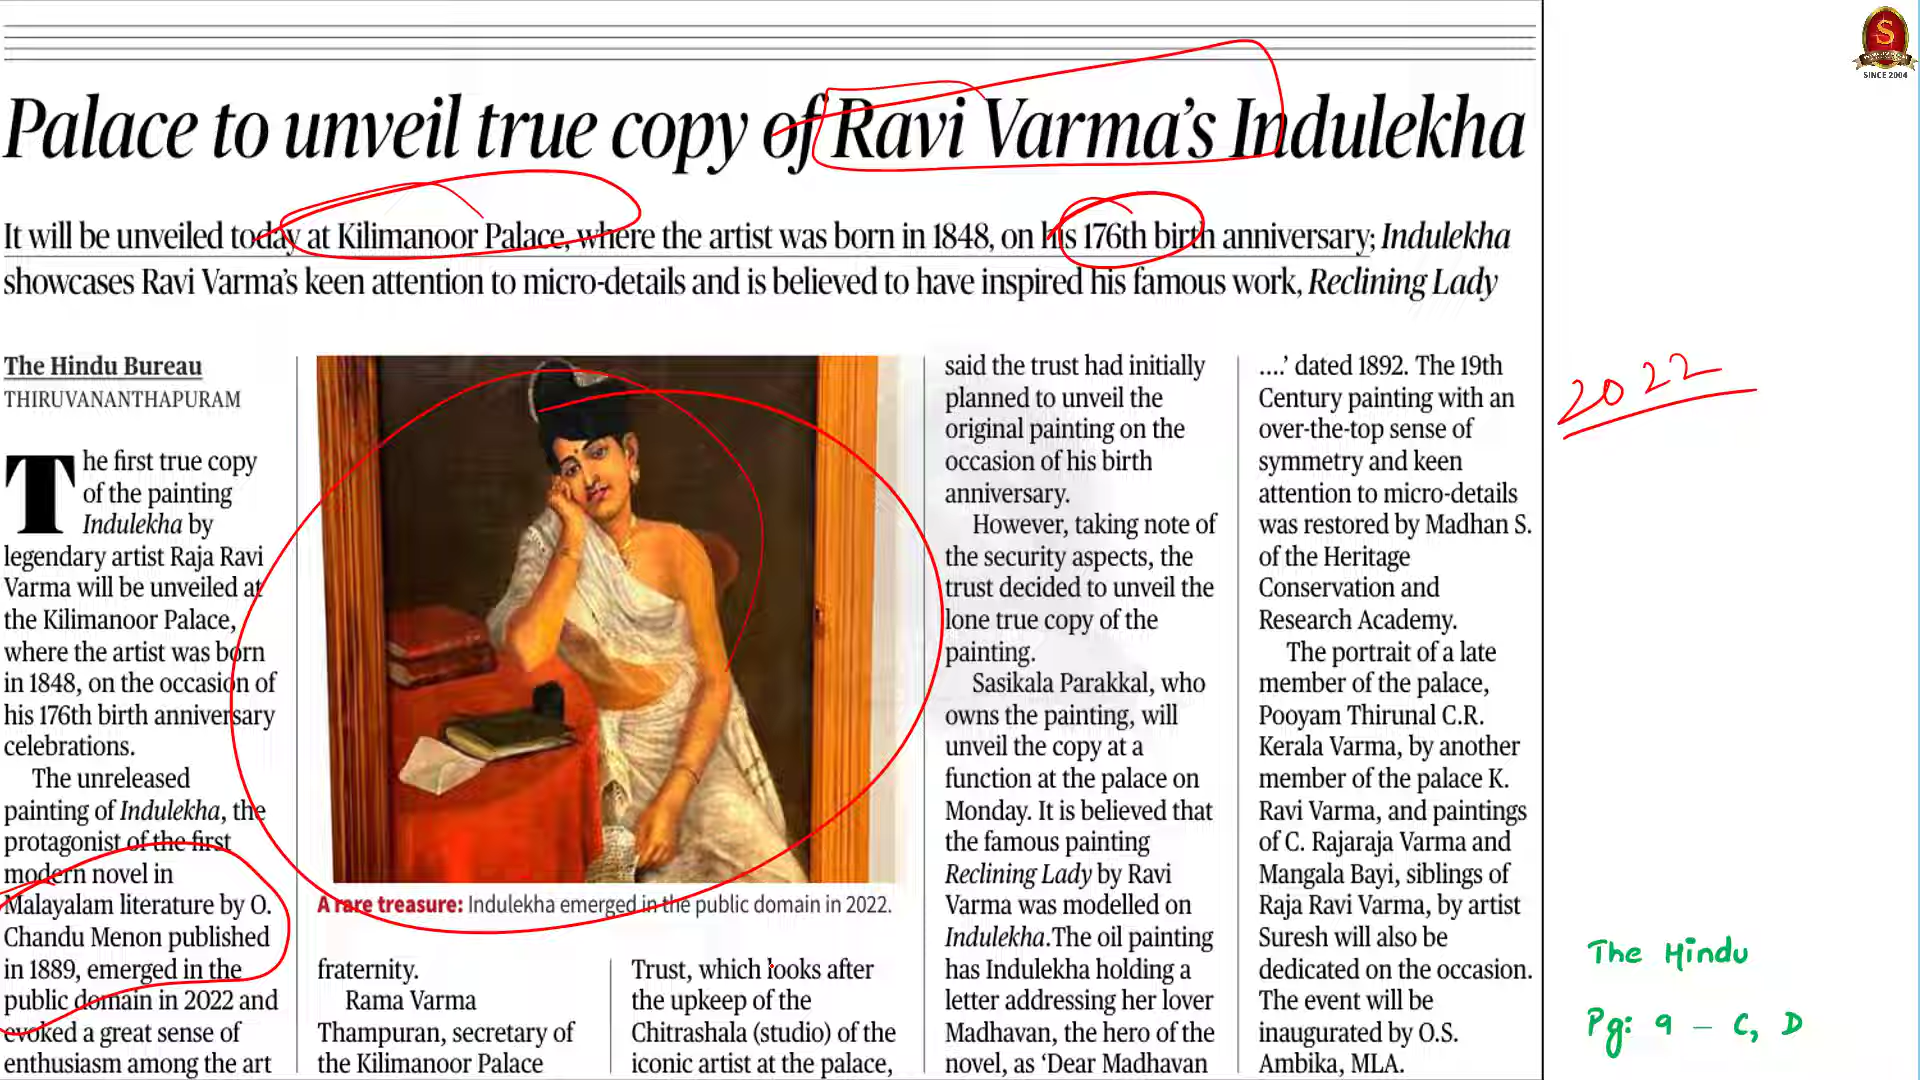 Palace to unveil true copy of Ravi Varma's Indulekha
It will be unveiled today at Kilimanoor Palace, where the artist was born in 1848, on his 176th birth anniversary; Indulekha
showcases Ravi Varma's keen attention to micro-details and is believed to have inspired his famous work, Reclining Lady
The Hindu Bureau
THIRUVANANTHAPURAM
The first true copy
of the painting
Indulekha by
legendary artist Raja Ravi
Varma will be unveiled at
the Kilimanoor Palace,
where the artist was born
in 1848, on the occasion of
his 176th birth anniversary
celebrations.
The unreleased
painting of Indulekha, the
protagonist of the first
modern novel in
Malayalam literature by O.
Chandu Menon published
in 1889, emerged in the
public domain in 2022 and
evoked a great sense of
enthusiasm among the art
A rare treasure: Indulekha emerged in the public domain in 2022.
fraternity.
Rama Varma
Thampuran, secretary of
the Kilimanoor Palace
Trust, which looks after
the upkeep of the
Chitrashala (studio) of the
iconic artist at the palace,
said the trust had initially
planned to unveil the
original painting on the
occasion of his birth
anniversary.
However, taking note of
the security aspects, the
trust decided to unveil the
lone true copy of the
painting.
Sasikala Parakkal, who
owns the painting, will
unveil the copy at a
function at the palace on
Monday. It is believed that
the famous painting
Reclining Lady by Ravi
Varma was modelled on
Indulekha.The oil painting
has Indulekha holding a
letter addressing her lover
Madhavan, the hero of the
novel, as 'Dear Madhavan
....' dated 1892. The 19th
Century painting with an
over-the-top sense of
symmetry and keen
attention to micro-details
was restored by Madhan S.
of the Heritage
Conservation and
Research Academy.
The portrait of a late
member of the palace,
Pooyam Thirunal C.R.
Kerala Varma, by another
member of the palace K.
Ravi Varma, and paintings
of C. Rajaraja Varma and
Mangala Bayi, siblings of
Raja Ravi Varma, by artist
Suresh will also be
dedicated on the occasion.
The event will be
inaugurated by O.S.
Ambika, MLA.
S
SINCE 2004
2022
The Hindu
Pg: 9 - C, D